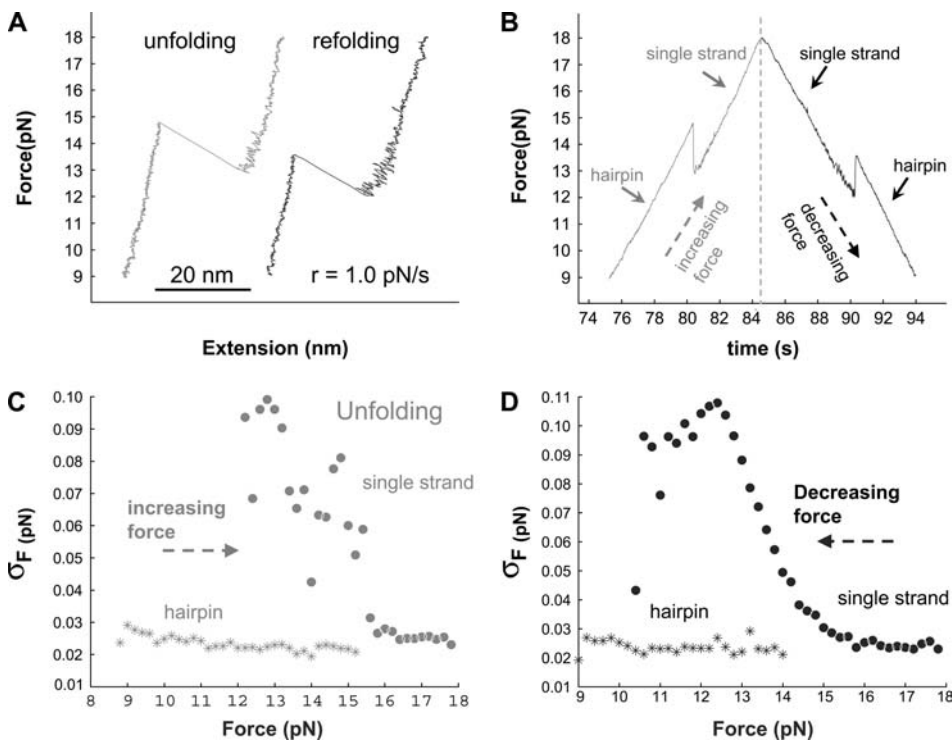 A
unfolding
refolding
18
17
16
15
14
13
12
11
10
9
Force(pN)
20 nm
r = 1.0 pN/s
Extension (nm)
B
18
17
16
15
14
13
12
11
10
9
Force(pN)
single strand
single strand
hairpin
hairpin
increasing
force
decreasing
force
74 76 78 80 82 84 86 88 90 92 94
time (s)
C
0.10
0.09
0.08
0.07
0.06
0.05
0.04
0.03
0.02
0.01
σF (pN)
Unfolding
single strand
increasing
force
hairpin
8 9 10 11 12 13 14 15 16 17 18
Force (pN)
D
0.11
0.10
0.09
0.08
0.07
0.06
0.05
0.04
0.03
0.02
0.01
σF (pN)
Decreasing
force
hairpin
single strand
9 10 11 12 13 14 15 16 17 18
Force (pN)